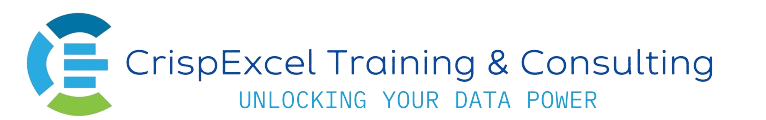 CrispExcel Training & Consulting
UNLOCKING YOUR DATA POWER